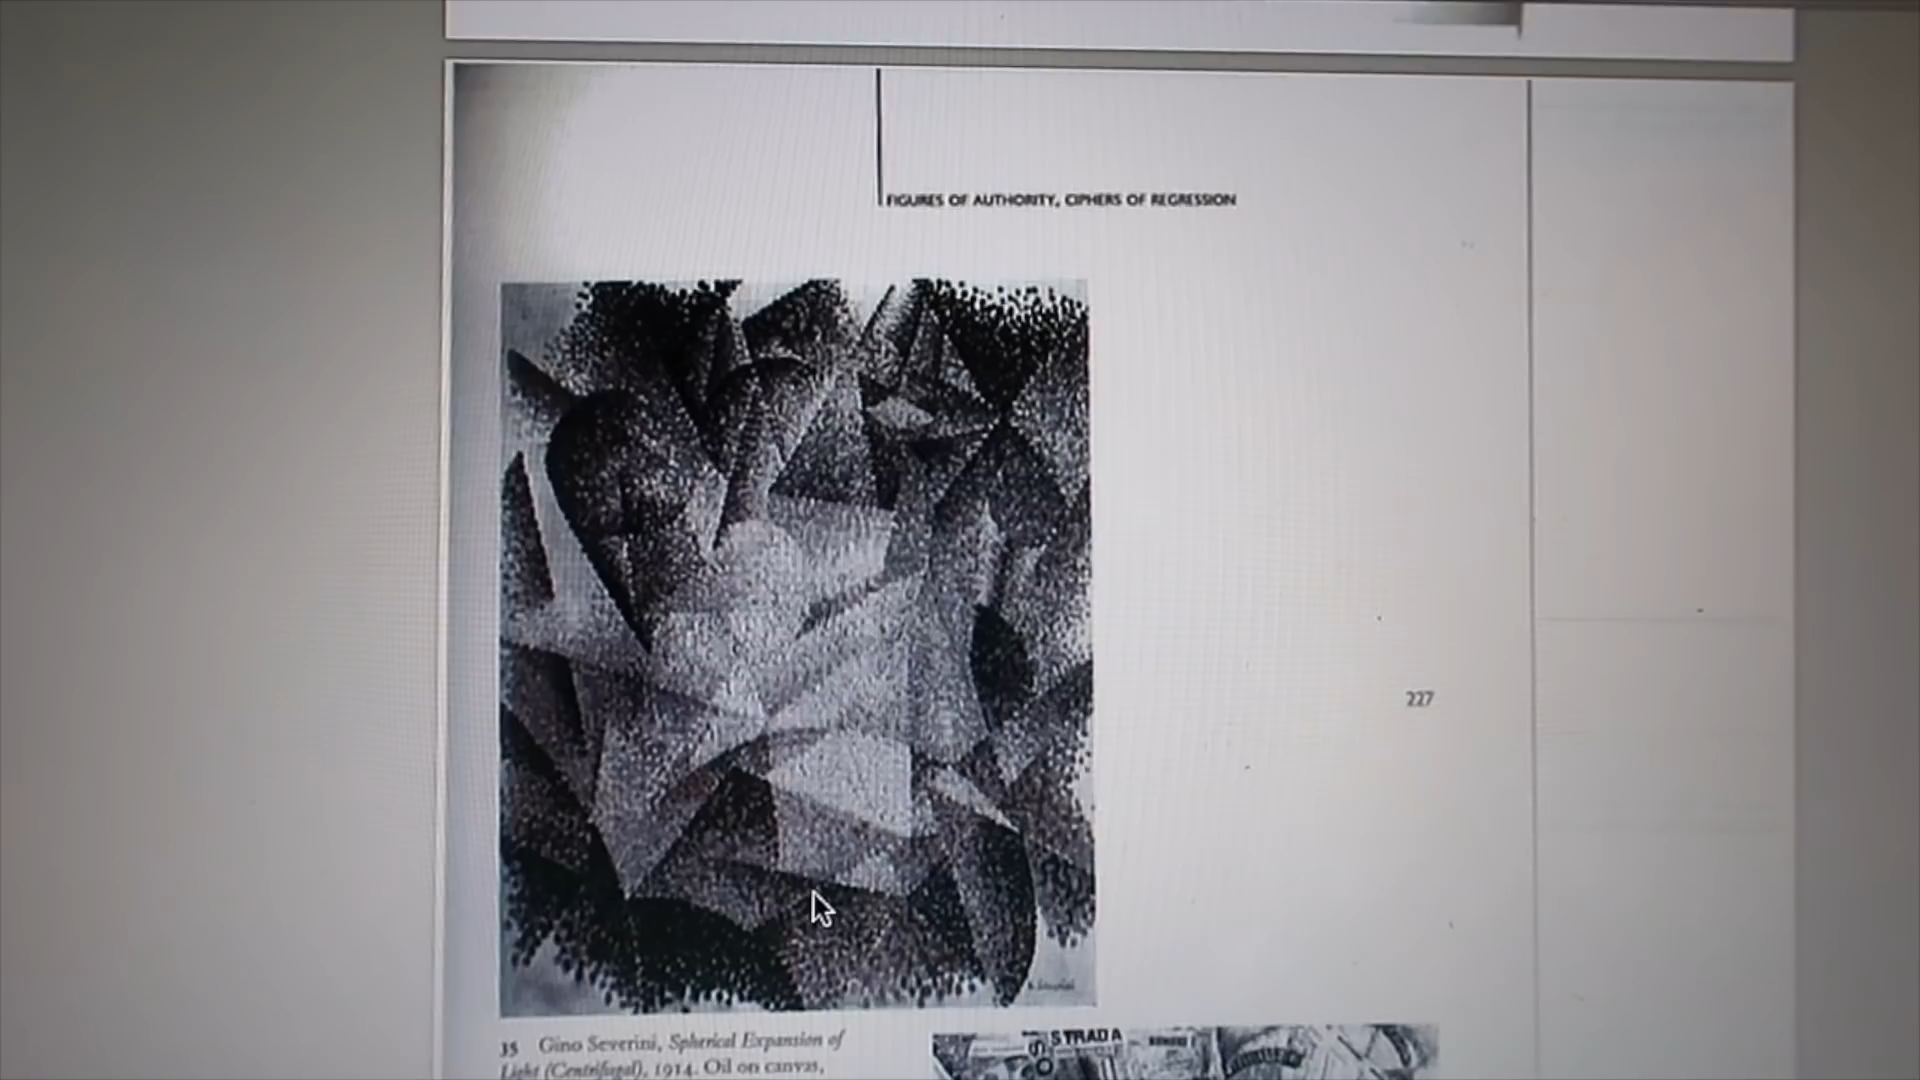 FIGURES OF AUTHORITY, CIPHERS OF REGRESSION
227
35 Gino Severini, Spherical Expansion of
Light (Centrifugal), 1914. Oil on canvas,
STRADA